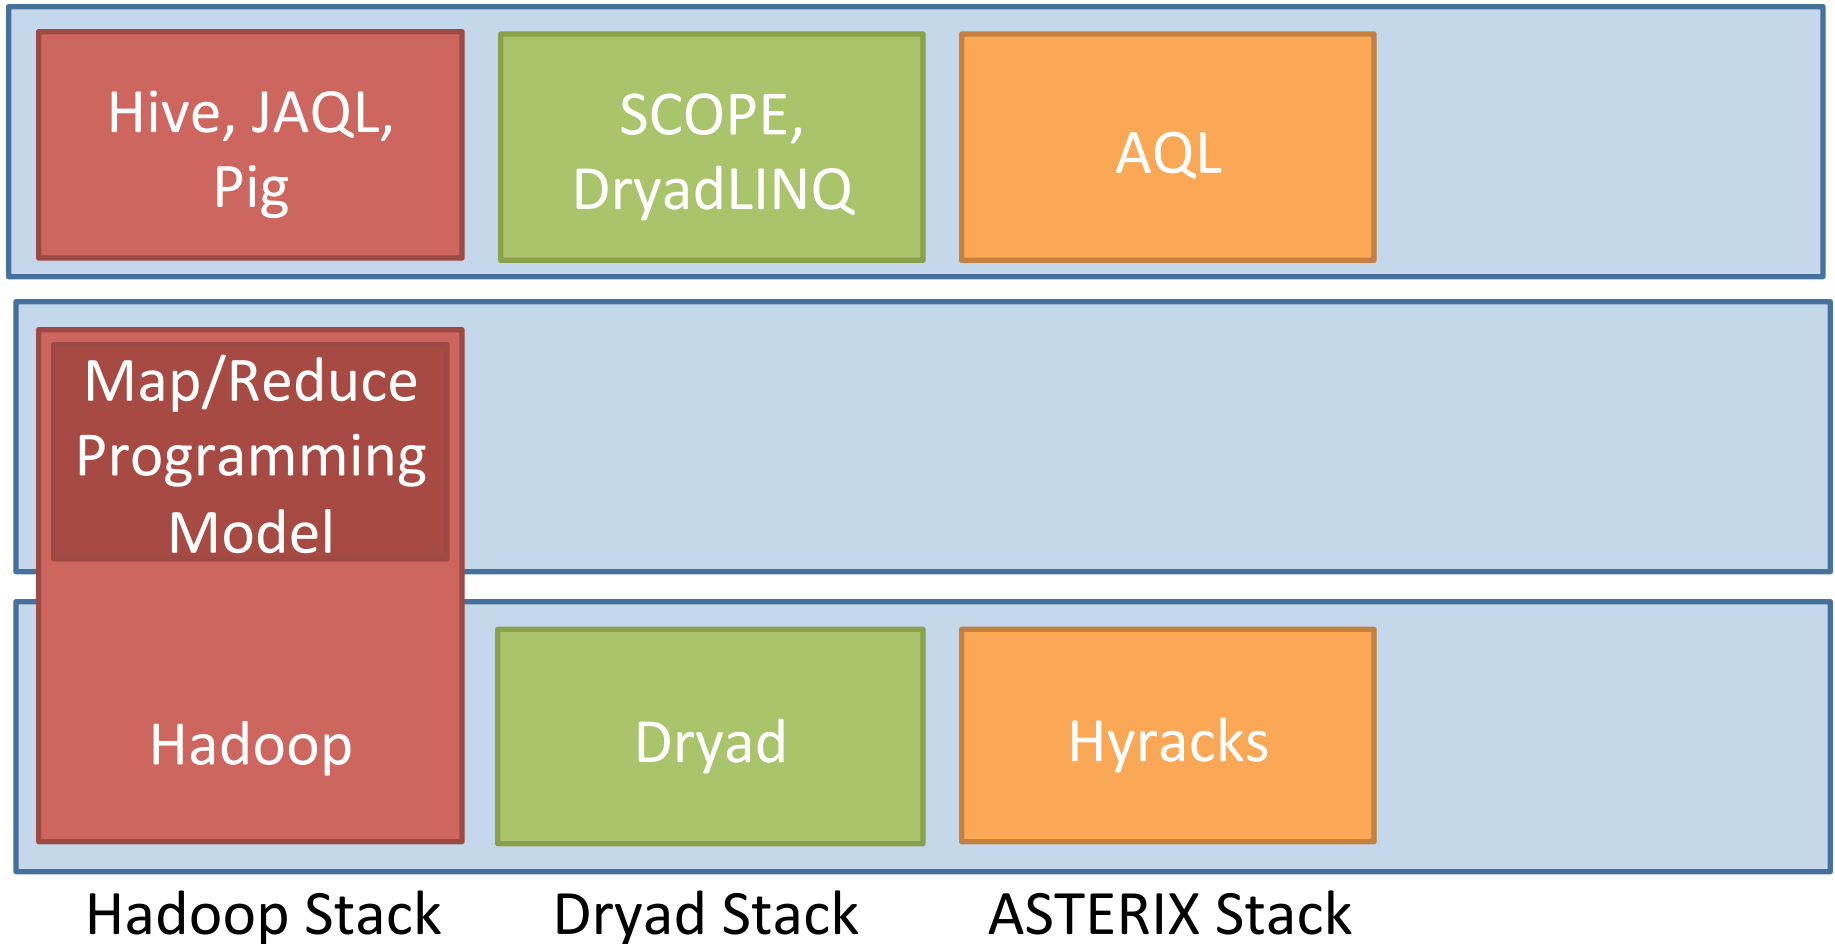 Hive, JAQL,
Pig
SCOPE,
DryadLINQ
AQL
Map/Reduce
Programming
Model
Hadoop
Dryad
Hyracks
Hadoop Stack
Dryad Stack
ASTERIX Stack